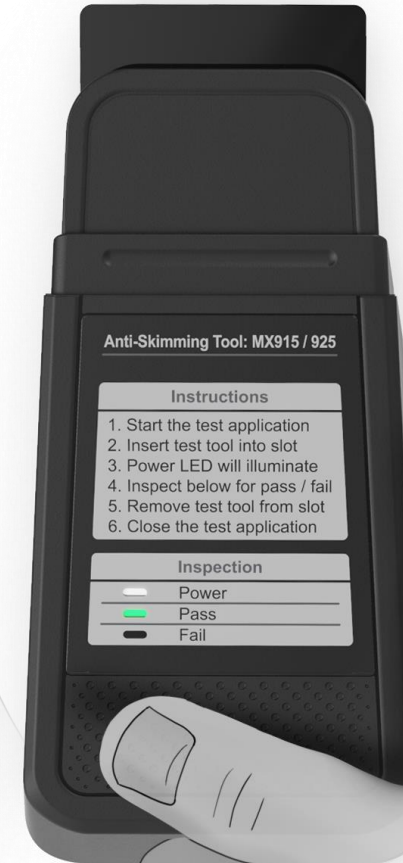 Anti-Skimming Tool: MX915 / 925
Instructions
1. Start the test application
2. Insert test tool into slot
3. Power LED will illuminate
4. Inspect below for pass / fail
5. Remove test tool from slot
6. Close the test application
Inspection
Power
Pass
Fail